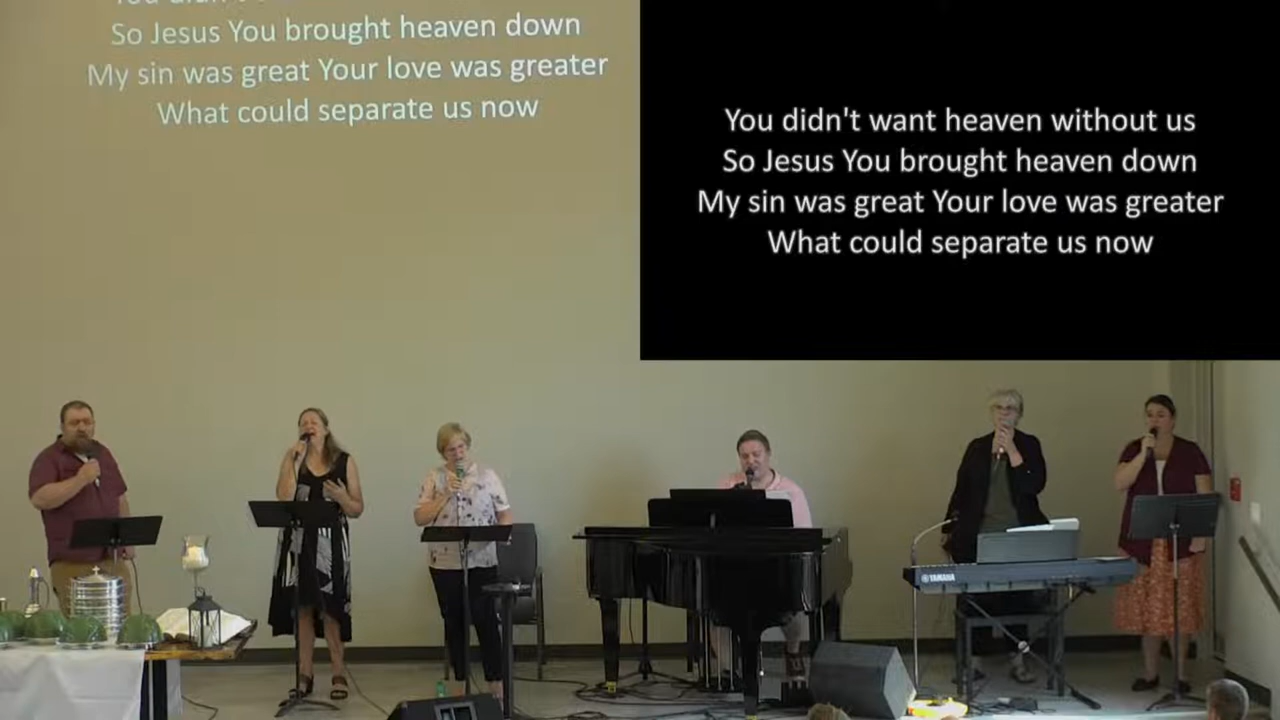 So Jesus You brought heaven down
My sin was great Your love was greater
What could separate us now
You didn't want heaven without us
So Jesus You brought heaven down
My sin was great Your love was greater
What could separate us now
YAMAHA